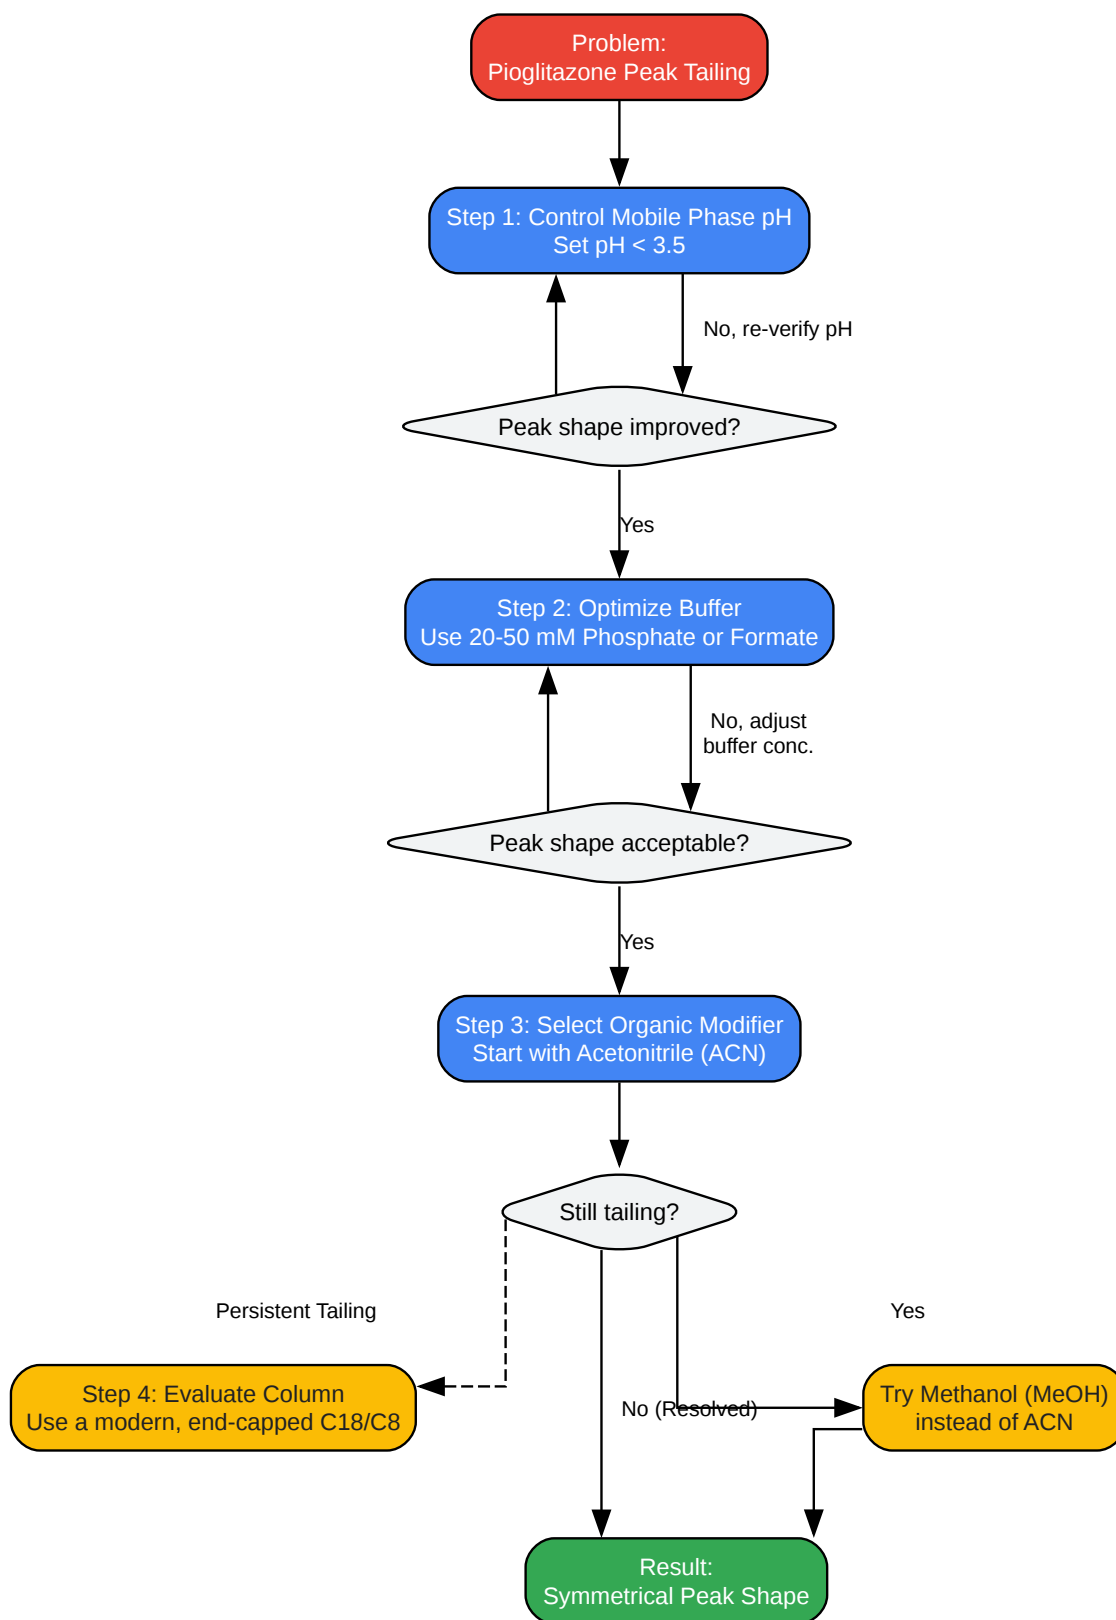 Problem:
Pioglitazone Peak Tailing
Step 1: Control Mobile Phase pH
Set pH < 3.5
No, re-verify pH
Peak shape improved?
Yes
Step 2: Optimize Buffer
Use 20-50 mM Phosphate or Formate
No, adjust
buffer conc.
Peak shape acceptable?
Yes
Step 3: Select Organic Modifier
Start with Acetonitrile (ACN)
Still tailing?
Persistent Tailing
Yes
Step 4: Evaluate Column
Use a modern, end-capped C18/C8
No (Resolved)
Try Methanol (MeOH)
instead of ACN
Result:
Symmetrical Peak Shape